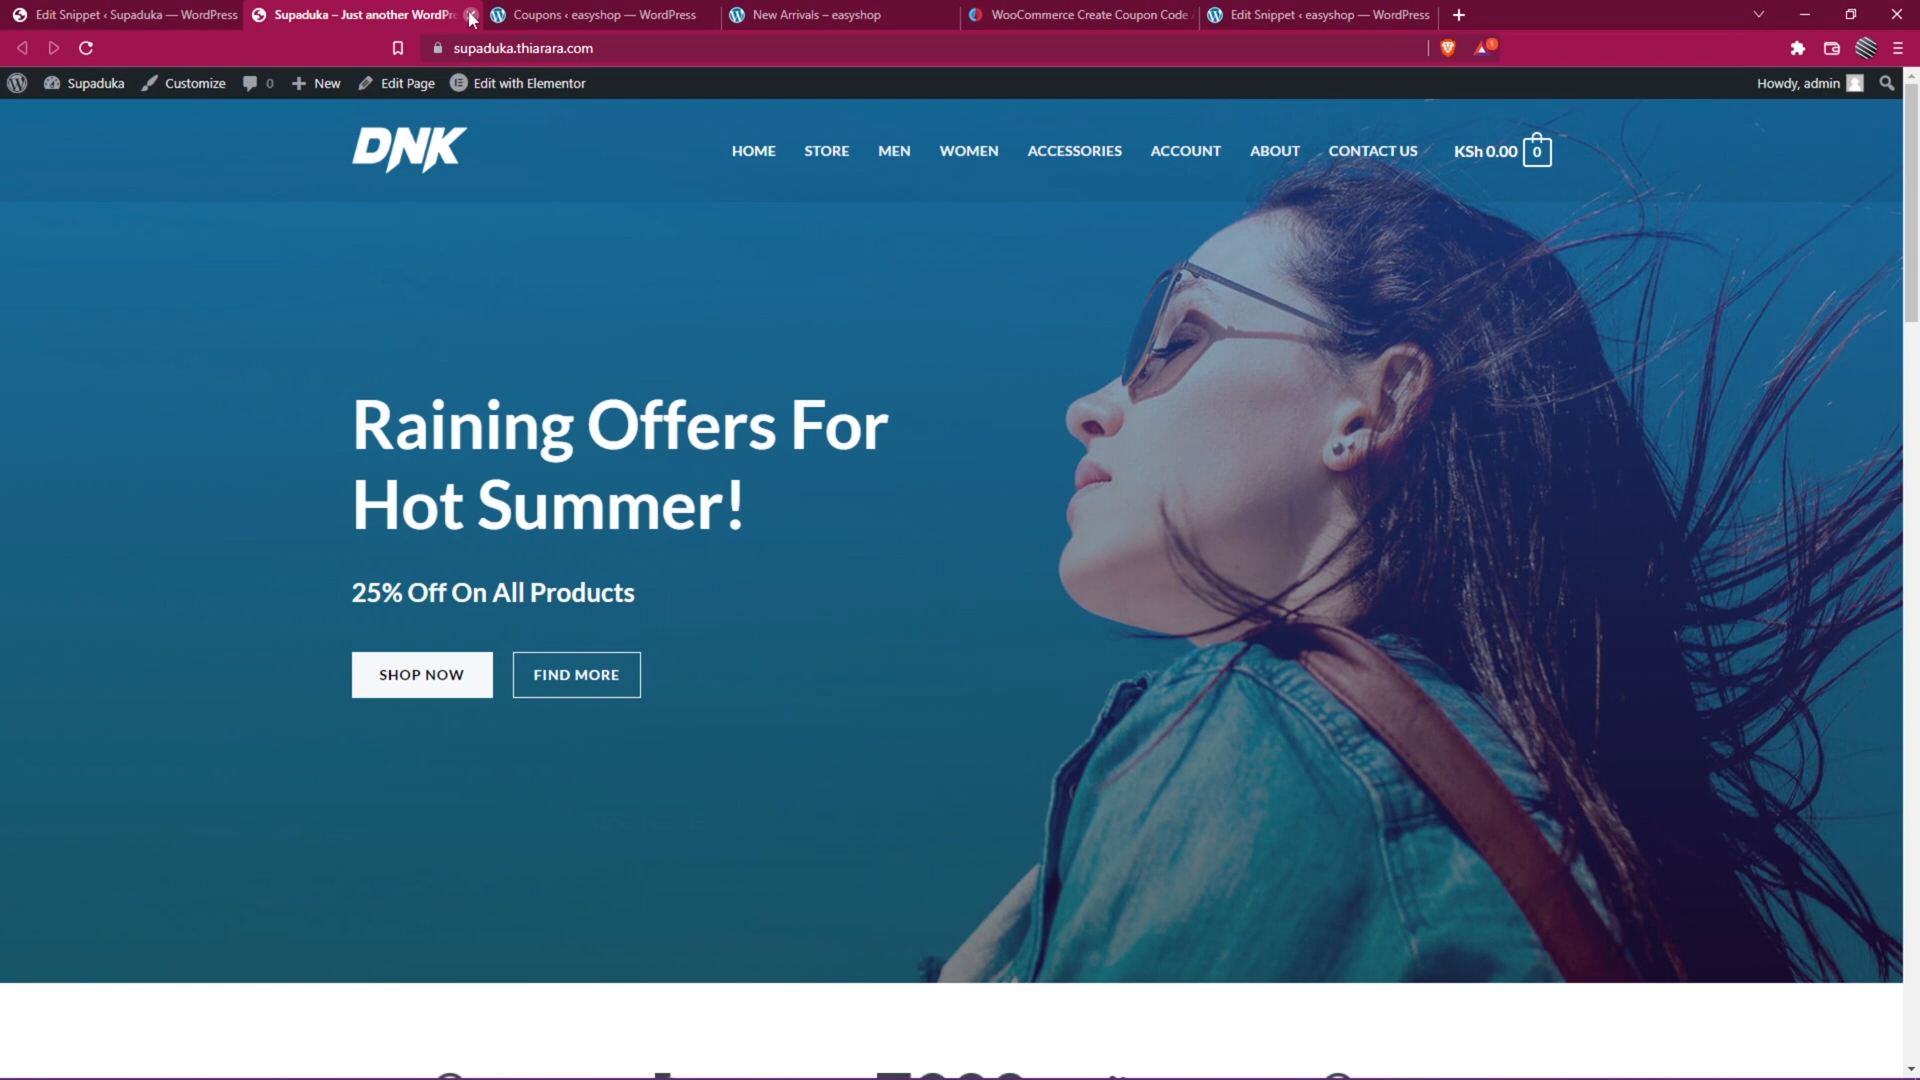 Edit Snippet ‹ Supaduka — WordPress
Supaduka – Just another WordPr
Coupons ‹ easyshop — WordPress
New Arrivals – easyshop
WooCommerce Create Coupon Code
Edit Snippet ‹ easyshop — WordPress
supaduka.thiarara.com
1
Supaduka
Customize
0
New
Edit Page
Edit with Elementor
Howdy, admin
DNK
HOME
STORE
MEN
WOMEN
ACCESSORIES
ACCOUNT
ABOUT
CONTACT US
KSh 0.00
0
Raining Offers For
Hot Summer!
25% Off On All Products
SHOP NOW
FIND MORE